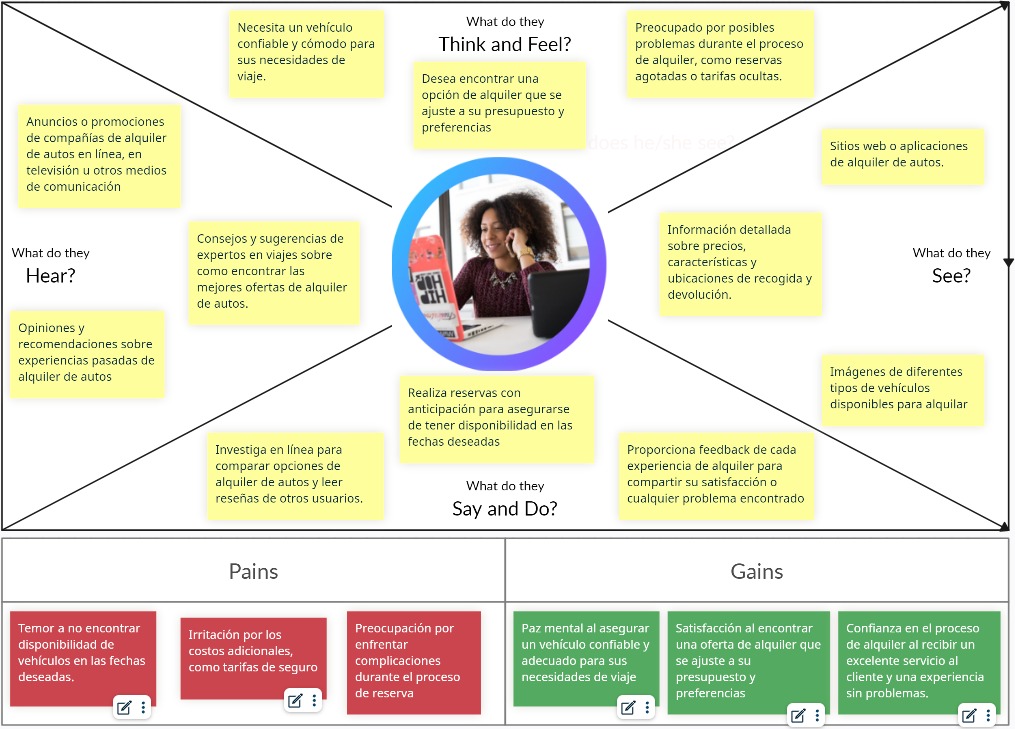 Necesita un vehículo
confiable y cómodo para
sus necesidades de
viaje.
What do they
Think and Feel?
Desea encontrar una
opción de alquiler que se
ajuste a su presupuesto y
preferencias
Preocupado por posibles
problemas durante el proceso
de alquiler, como reservas
agotadas o tarifas ocultas.
does he/she see?
Anuncios o promociones
de compañías de alquiler
de autos en línea, en
televisión u otros medios
de comunicación
What do they
Hear?
Consejos y sugerencias de
expertos en viajes sobre
como encontrar las
mejores ofertas de alquiler
de autos.
Opiniones y
recomendaciones sobre
experiencias pasadas de
alquiler de autos
Sitios web o aplicaciones
de alquiler de autos.
Información detallada
sobre precios,
características y
ubicaciones de recogida y
devolución.
What do they
See?
Imágenes de diferentes
tipos de vehículos
disponibles para alquilar
Realiza reservas con
anticipación para asegurarse
de tener disponibilidad en las
fechas deseadas
Investiga en línea para
comparar opciones de
alquiler de autos y leer
reseñas de otros usuarios.
What do they
Say and Do?
Proporciona feedback de cada
experiencia de alquiler para
compartir su satisfacción o
cualquier problema encontrado
Pains
Temor a no encontrar
disponibilidad de
vehículos en las fechas
deseadas.
Irritación por los
costos adicionales,
como tarifas de seguro
Preocupación por
enfrentar
complicaciones
durante el proceso
de reserva
Gains
Paz mental al asegurar
un vehículo confiable y
adecuado para sus
necesidades de viaje
Satisfacción al encontrar
una oferta de alquiler que
se ajuste a su
presupuesto y
preferencias
Confianza en el proceso
de alquiler al recibir un
excelente servicio al
cliente y una experiencia
sin problemas.